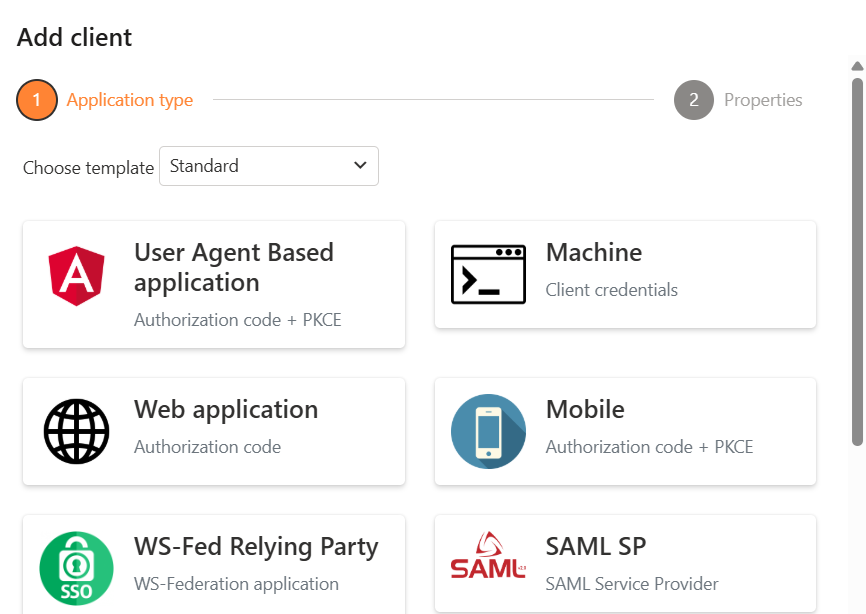 Add client
1 Application type
2 Properties
Choose template Standard
User Agent Based
application
Authorization code + PKCE
Machine
Client credentials
Web application
Authorization code
Mobile
Authorization code + PKCE
SSO
WS-Fed Relying Party
WS-Federation application
SAML
SAML SP
SAML Service Provider